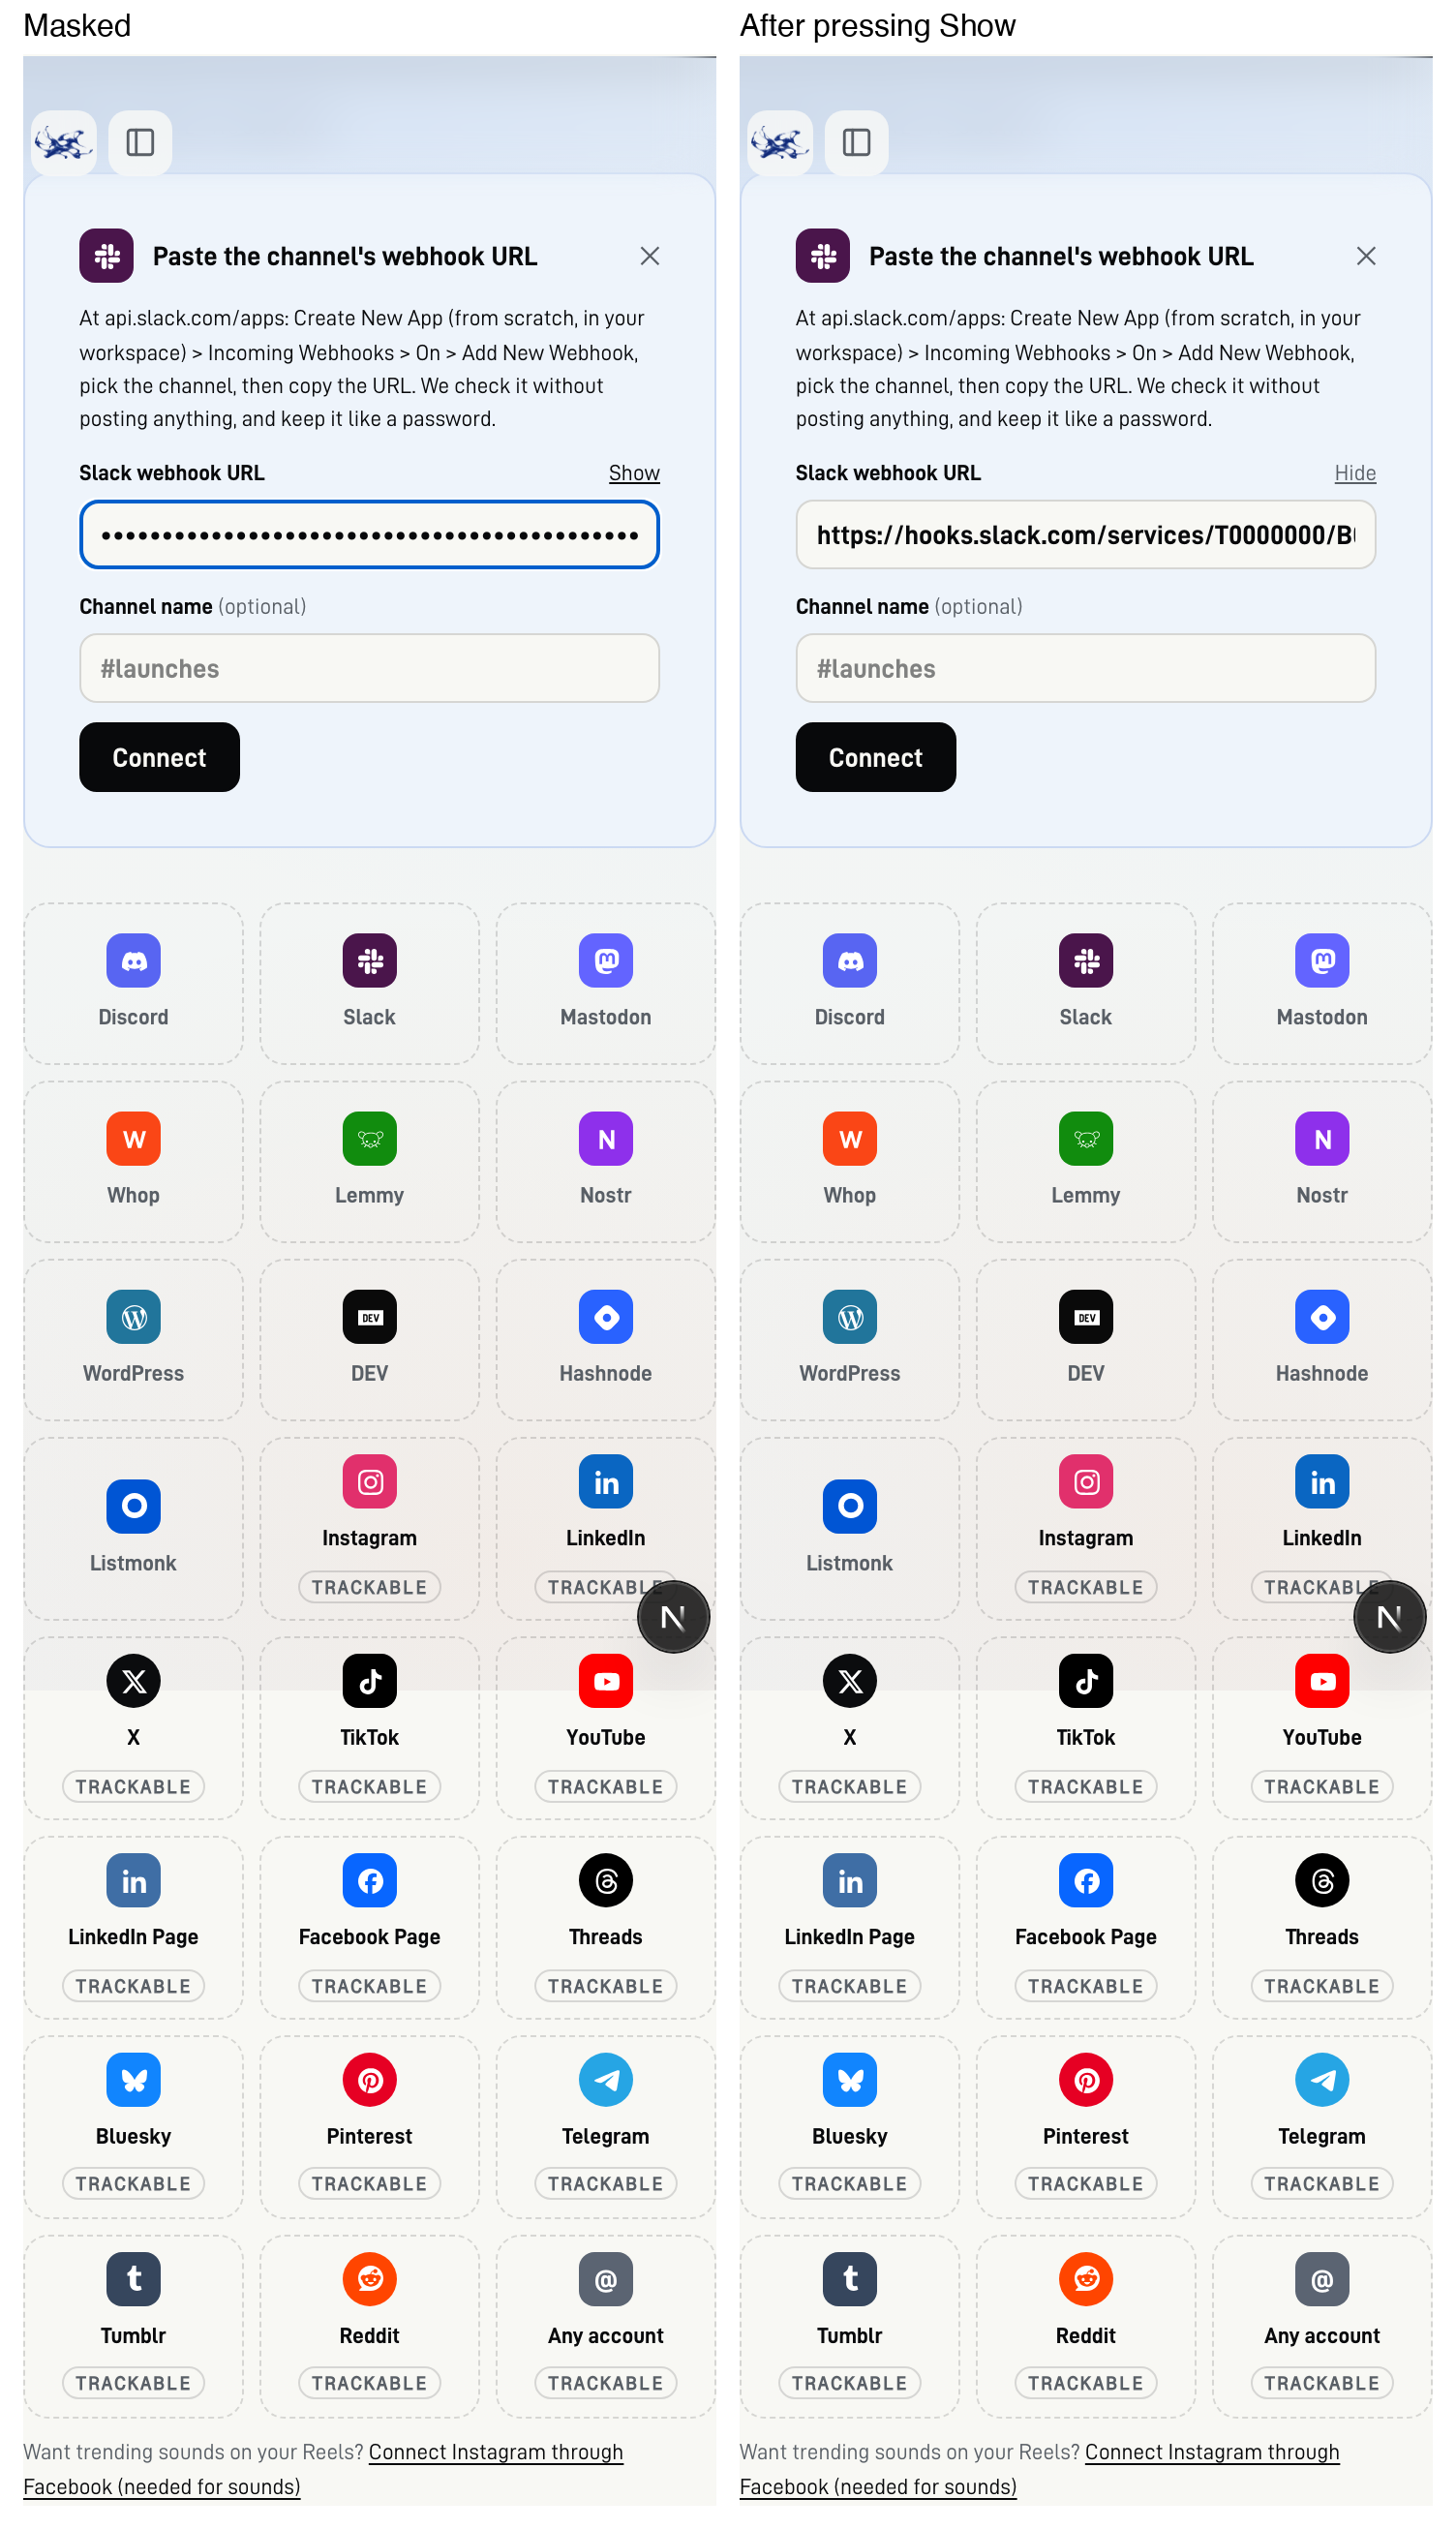 Masked
Paste the channel's webhook URL
At api.slack.com/apps: Create New App (from scratch, in your
workspace) > Incoming Webhooks > On > Add New Webhook,
pick the channel, then copy the URL. We check it without
posting anything, and keep it like a password.
Slack webhook URL Show
••••••••••••••••••••••••••••••••••••••••••••
Channel name (optional)
#launches
Connect
Discord Slack Mastodon
W N
Whop Lemmy Nostr
DEV
WordPress DEV Hashnode
Listmonk Instagram LinkedIn
TRACKABLE TRACKABLE
N
X TikTok YouTube
TRACKABLE TRACKABLE TRACKABLE
LinkedIn Page Facebook Page Threads
TRACKABLE TRACKABLE TRACKABLE
Bluesky Pinterest Telegram
TRACKABLE TRACKABLE TRACKABLE
Tumblr Reddit Any account
TRACKABLE TRACKABLE TRACKABLE
Want trending sounds on your Reels? Connect Instagram through
Facebook (needed for sounds)
After pressing Show
Paste the channel's webhook URL
At api.slack.com/apps: Create New App (from scratch, in your
workspace) > Incoming Webhooks > On > Add New Webhook,
pick the channel, then copy the URL. We check it without
posting anything, and keep it like a password.
Slack webhook URL Hide
https://hooks.slack.com/services/T0000000/B
Channel name (optional)
#launches
Connect
Discord Slack Mastodon
W N
Whop Lemmy Nostr
DEV
WordPress DEV Hashnode
Listmonk Instagram LinkedIn
TRACKABLE TRACKABLE
N
X TikTok YouTube
TRACKABLE TRACKABLE TRACKABLE
LinkedIn Page Facebook Page Threads
TRACKABLE TRACKABLE TRACKABLE
Bluesky Pinterest Telegram
TRACKABLE TRACKABLE TRACKABLE
Tumblr Reddit Any account
TRACKABLE TRACKABLE TRACKABLE
Want trending sounds on your Reels? Connect Instagram through
Facebook (needed for sounds)